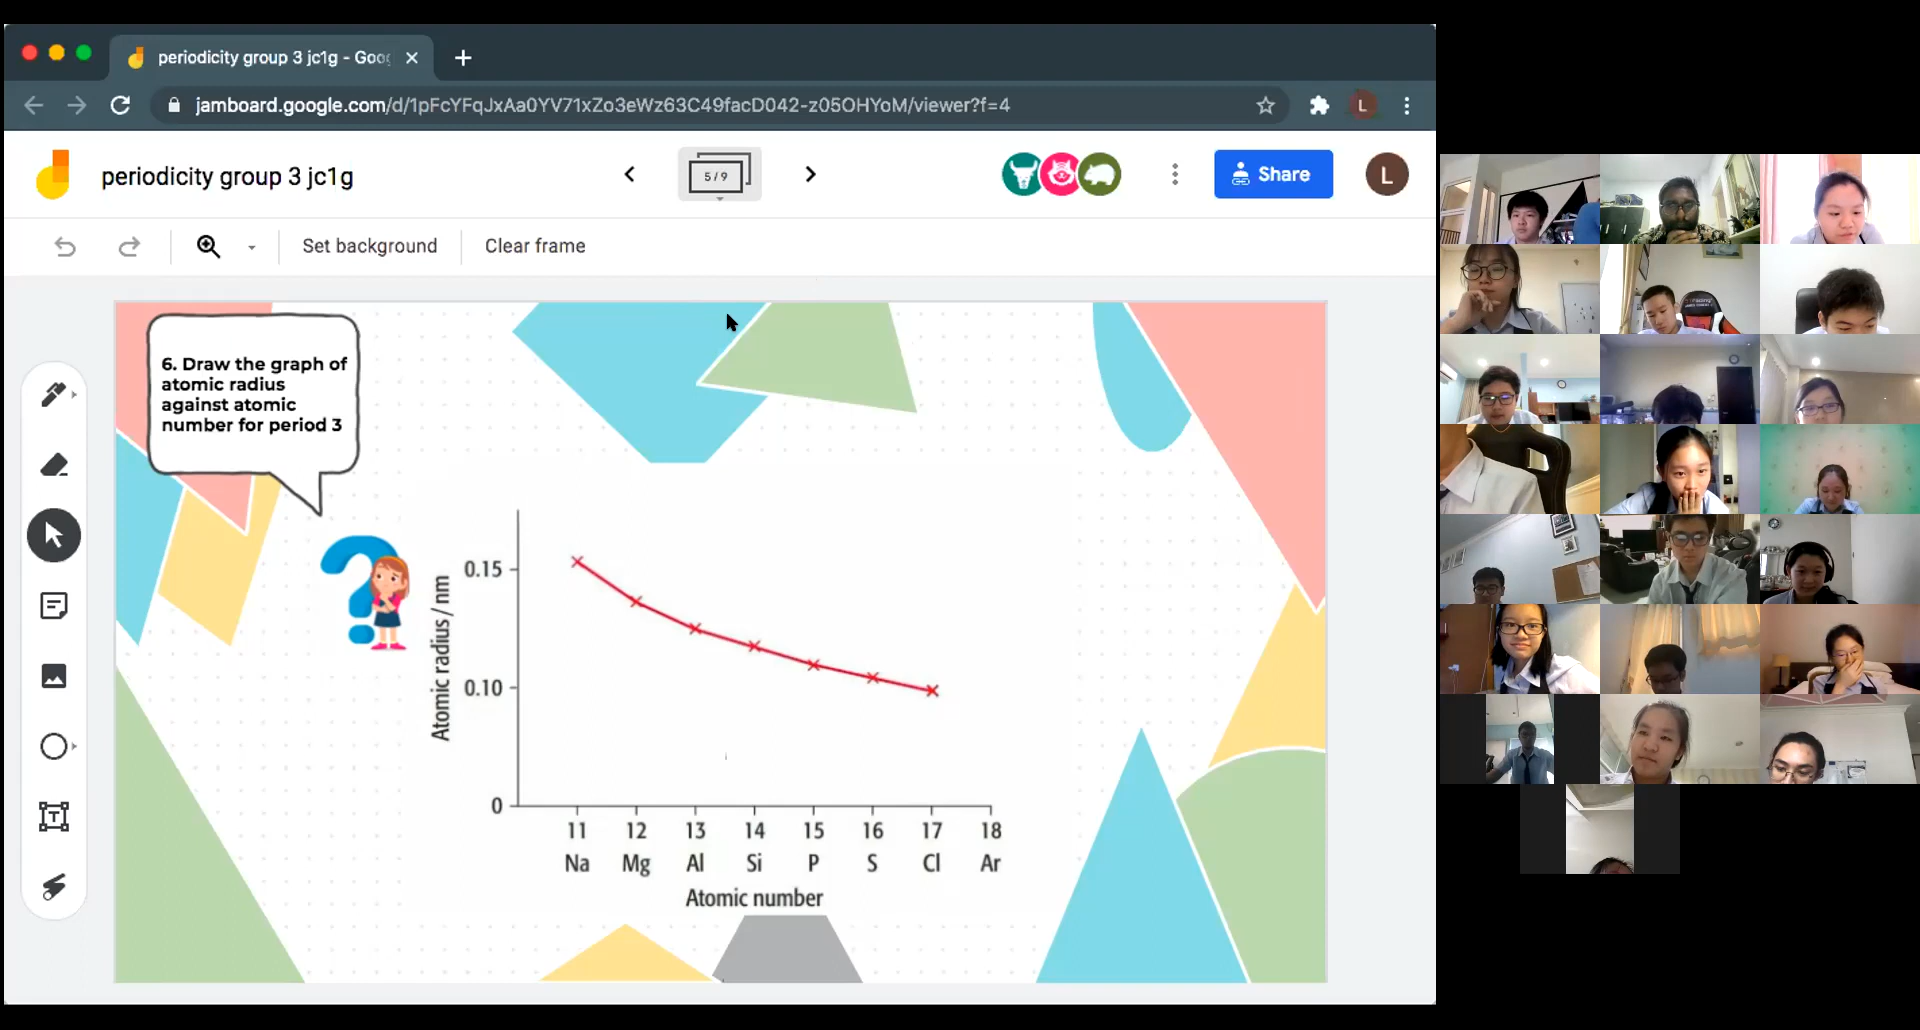 periodicity group 3 jc1g - Goo
jamboard.google.com/d/1pFcYFqJxAa0YV71xZo3eWz63C49facD042-z05OHYoM/viewer?f=4
L
periodicity group 3 jc1g
5 / 9
Share
L
Set background
Clear frame
6. Draw the graph of
atomic radius
against atomic
number for period 3
Atomic radius / nm
0.15
0.10
0
11 12 13 14 15 16 17 18
Na Mg Al Si P S Cl Ar
Atomic number